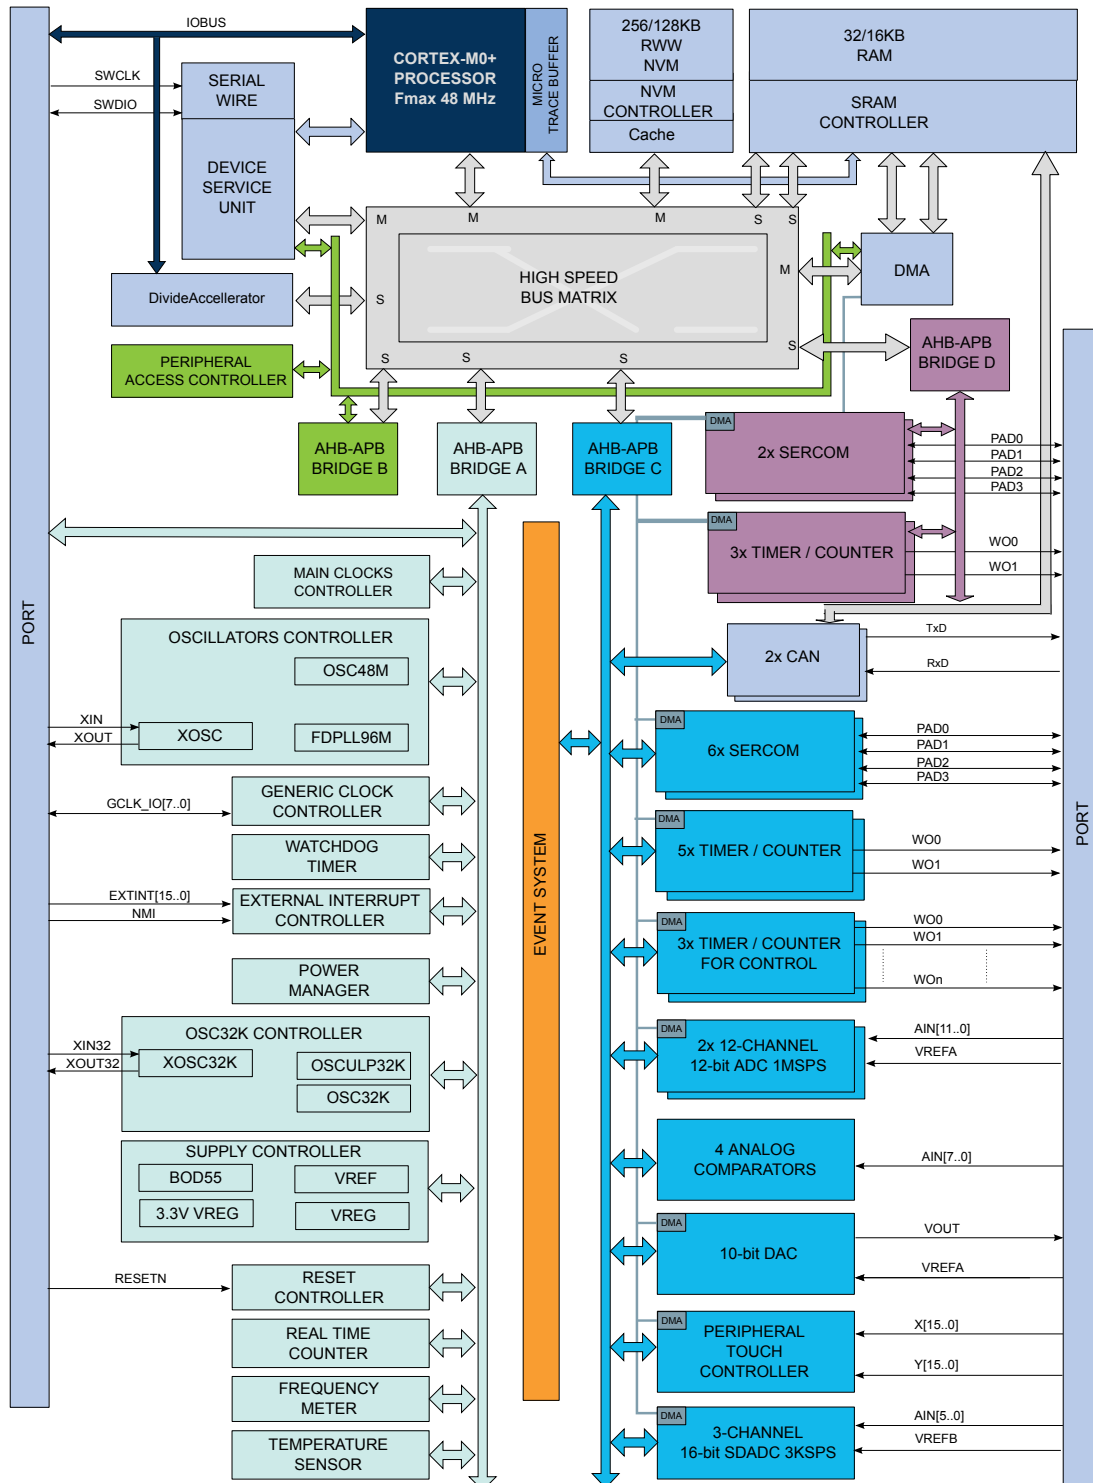 IOBUS
SWCLK
SWDIO
SERIAL
WIRE
DEVICE
SERVICE
UNIT
CORTEX-M0+
PROCESSOR
Fmax 48 MHz
MICRO
TRACE BUFFER
256/128KB
RWW
NVM
NVM
CONTROLLER
Cache
32/16KB
RAM
SRAM
CONTROLLER
M
M
M
S
S
HIGH SPEED
BUS MATRIX
M
S
S
S
S
S
DMA
DivideAccellerator
PERIPHERAL
ACCESS CONTROLLER
AHB-APB
BRIDGE D
AHB-APB
BRIDGE B
AHB-APB
BRIDGE A
AHB-APB
BRIDGE C
DMA
2x SERCOM
PAD0
PAD1
PAD2
PAD3
DMA
3x TIMER / COUNTER
WO0
WO1
PORT
MAIN CLOCKS
CONTROLLER
OSCILLATORS CONTROLLER
OSC48M
XIN
XOUT
XOSC
FDPLL96M
GCLK_IO[7..0]
GENERIC CLOCK
CONTROLLER
WATCHDOG
TIMER
EXTINT[15..0]
NMI
EXTERNAL INTERRUPT
CONTROLLER
POWER
MANAGER
OSC32K CONTROLLER
XIN32
XOUT32
XOSC32K
OSCULP32K
OSC32K
SUPPLY CONTROLLER
BOD55
VREF
3.3V VREG
VREG
RESETN
RESET
CONTROLLER
REAL TIME
COUNTER
FREQUENCY
METER
TEMPERATURE
SENSOR
EVENT SYSTEM
2x CAN
TxD
RxD
DMA
6x SERCOM
PAD0
PAD1
PAD2
PAD3
DMA
5x TIMER / COUNTER
WO0
WO1
DMA
3x TIMER / COUNTER
FOR CONTROL
WO0
WO1
WOn
DMA
2x 12-CHANNEL
12-bit ADC 1MSPS
AIN[11..0]
VREFA
4 ANALOG
COMPARATORS
AIN[7..0]
DMA
10-bit DAC
VOUT
VREFA
DMA
PERIPHERAL
TOUCH
CONTROLLER
X[15..0]
Y[15..0]
DMA
3-CHANNEL
16-bit SDADC 3KSPS
AIN[5..0]
VREFB
PORT